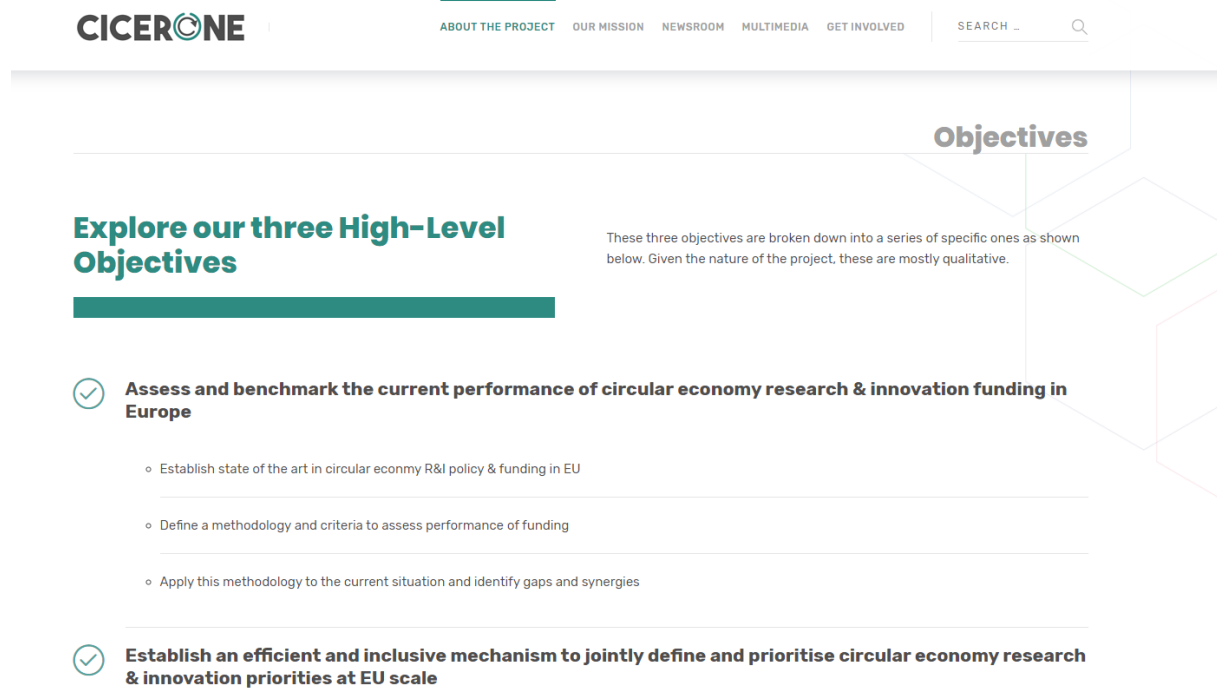 CICERONE
ABOUT THE PROJECT OUR MISSION NEWSROOM MULTIMEDIA GET INVOLVED SEARCH …
Objectives
Explore our three High-Level
Objectives
These three objectives are broken down into a series of specific ones as shown
below. Given the nature of the project, these are mostly qualitative.
Assess and benchmark the current performance of circular economy research & innovation funding in
Europe
Establish state of the art in circular econmy R&I policy & funding in EU
Define a methodology and criteria to assess performance of funding
Apply this methodology to the current situation and identify gaps and synergies
Establish an efficient and inclusive mechanism to jointly define and prioritise circular economy research
& innovation priorities at EU scale